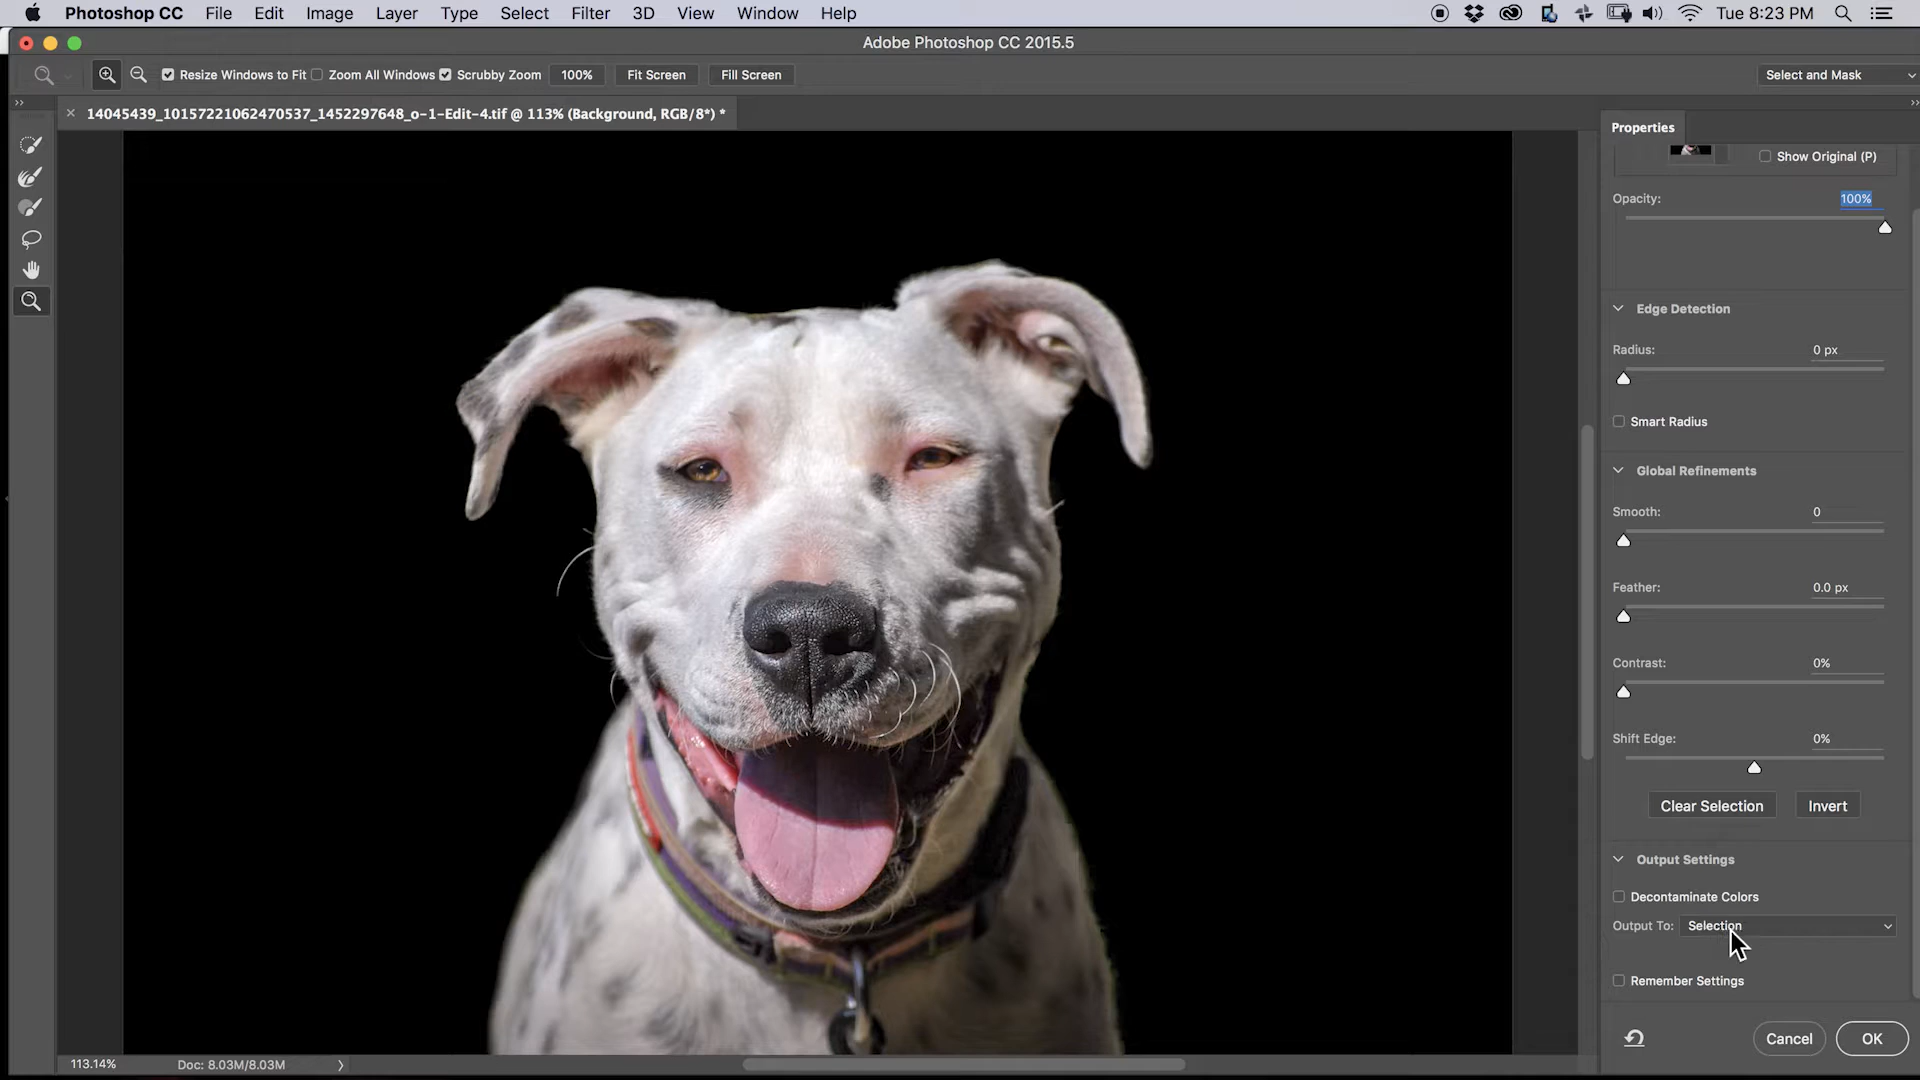 Photoshop CC File Edit Image Layer Type Select Filter 3D View Window Help Tue 8:23 PM
Adobe Photoshop CC 2015.5
Resize Windows to Fit Zoom All Windows Scrubby Zoom 100% Fit Screen Fill Screen Select and Mask
14045439_10157221062470537_1452297648_o-1-Edit-4.tif @ 113% (Background, RGB/8*) *
Properties
Show Original (P)
Opacity: 100%
Edge Detection
Radius: 0 px
Smart Radius
Global Refinements
Smooth: 0
Feather: 0.0 px
Contrast: 0%
Shift Edge: 0%
Clear Selection Invert
Output Settings
Decontaminate Colors
Output To: Selection
Remember Settings
Cancel OK
113.14% Doc: 8.03M/8.03M